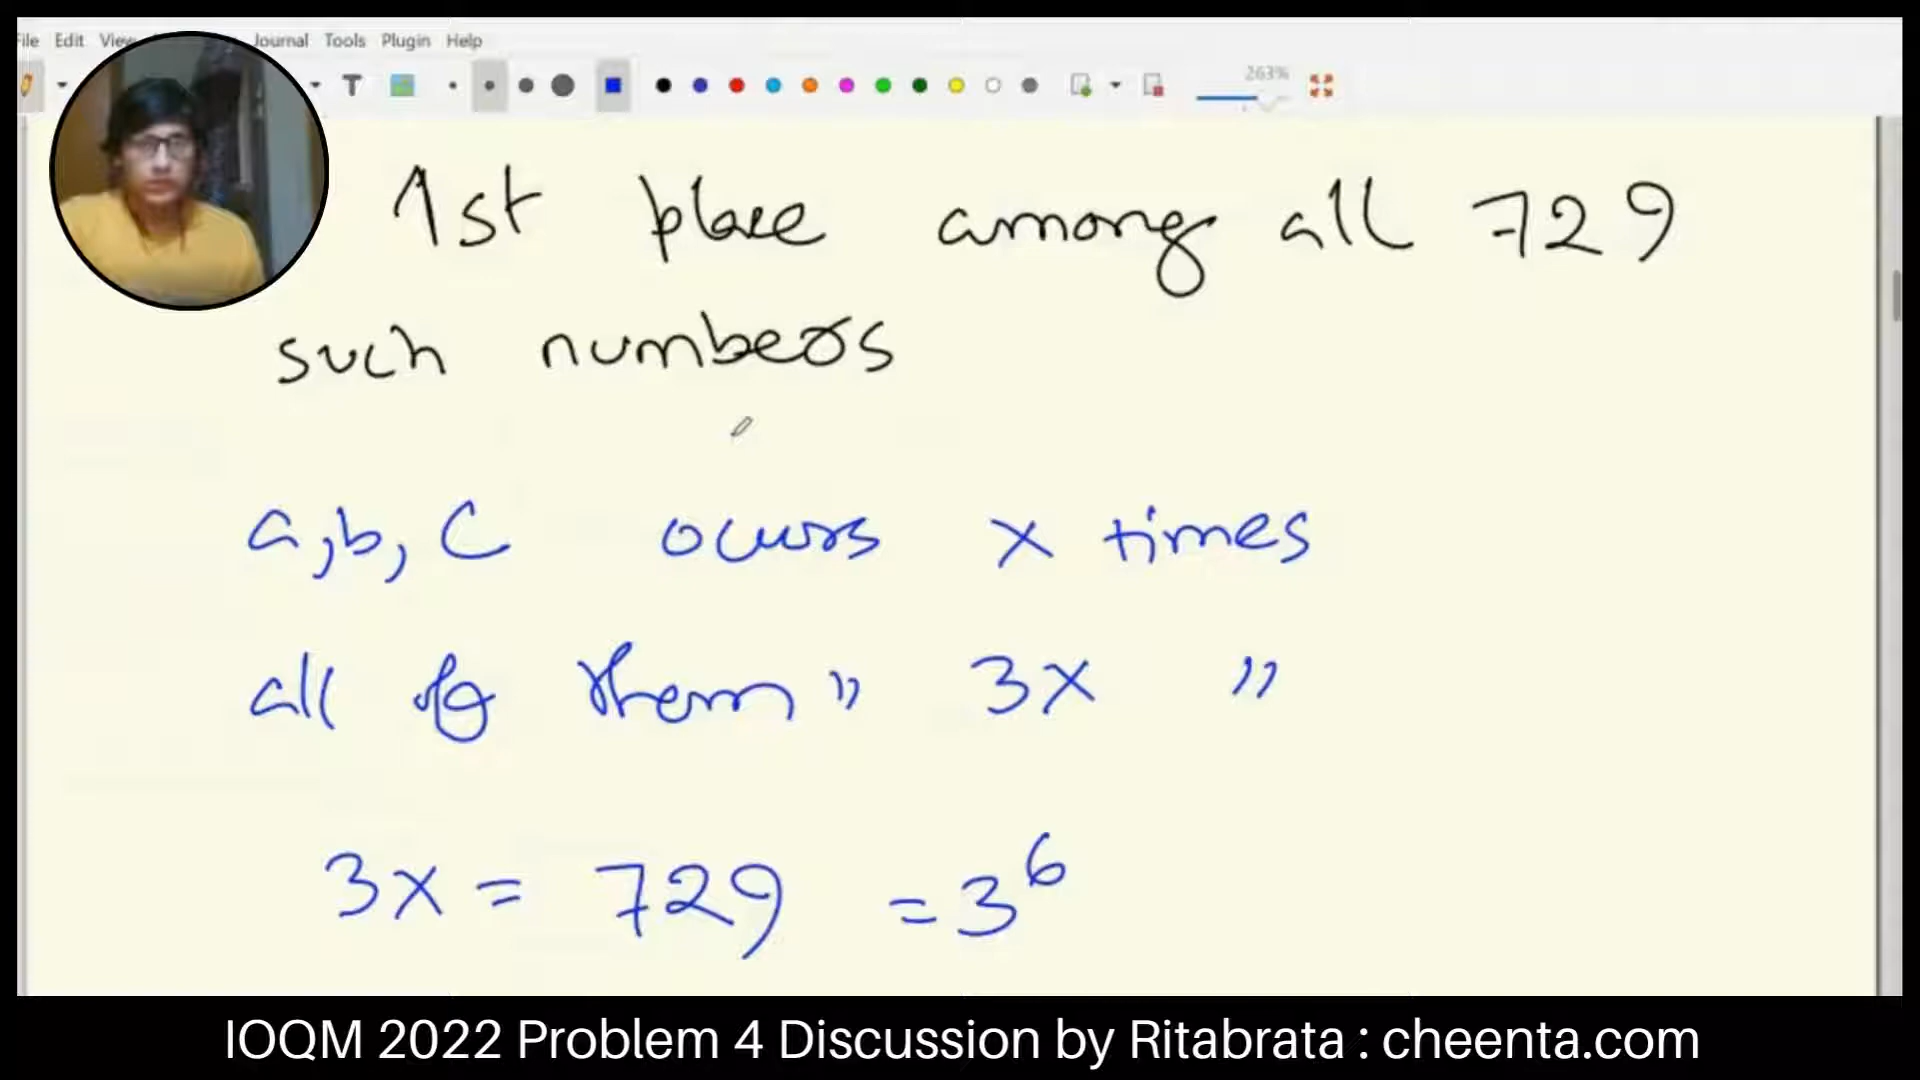 File Edit View Journal Tools Plugin Help
263%
1st place among all 729
such numbers
a, b, c ocurs x times
all of them " 3x "
3x = 729 = 3^6
IOQM 2022 Problem 4 Discussion by Ritabrata : cheenta.com